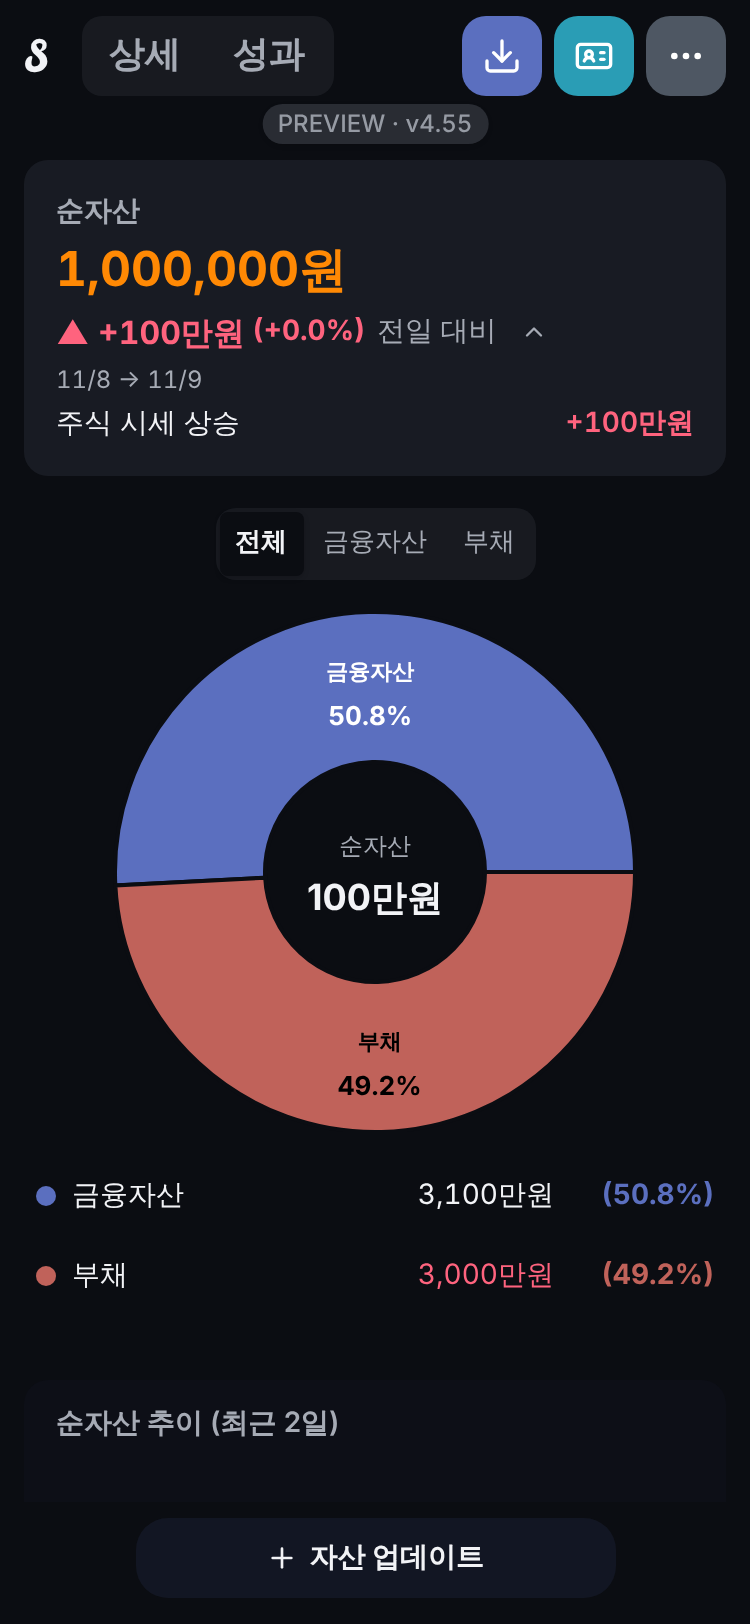 상세 성과
PREVIEW · v4.55
순자산
1,000,000원
▲ +100만원 (+0.0%) 전일 대비
11/8 → 11/9
주식 시세 상승 +100만원
전체 금융자산 부채
금융자산
50.8%
순자산
100만원
부채
49.2%
금융자산 3,100만원 (50.8%)
부채 3,000만원 (49.2%)
순자산 추이 (최근 2일)
+ 자산 업데이트